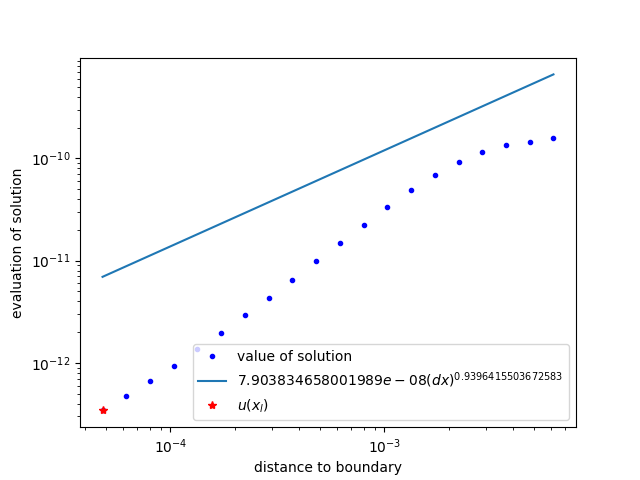 evaluation of solution
10⁻¹⁰
10⁻¹¹
10⁻¹²
value of solution
7.903834658001989e − 08(dx)^0.9396415503672583
u(x_l)
10⁻⁴
10⁻³
distance to boundary